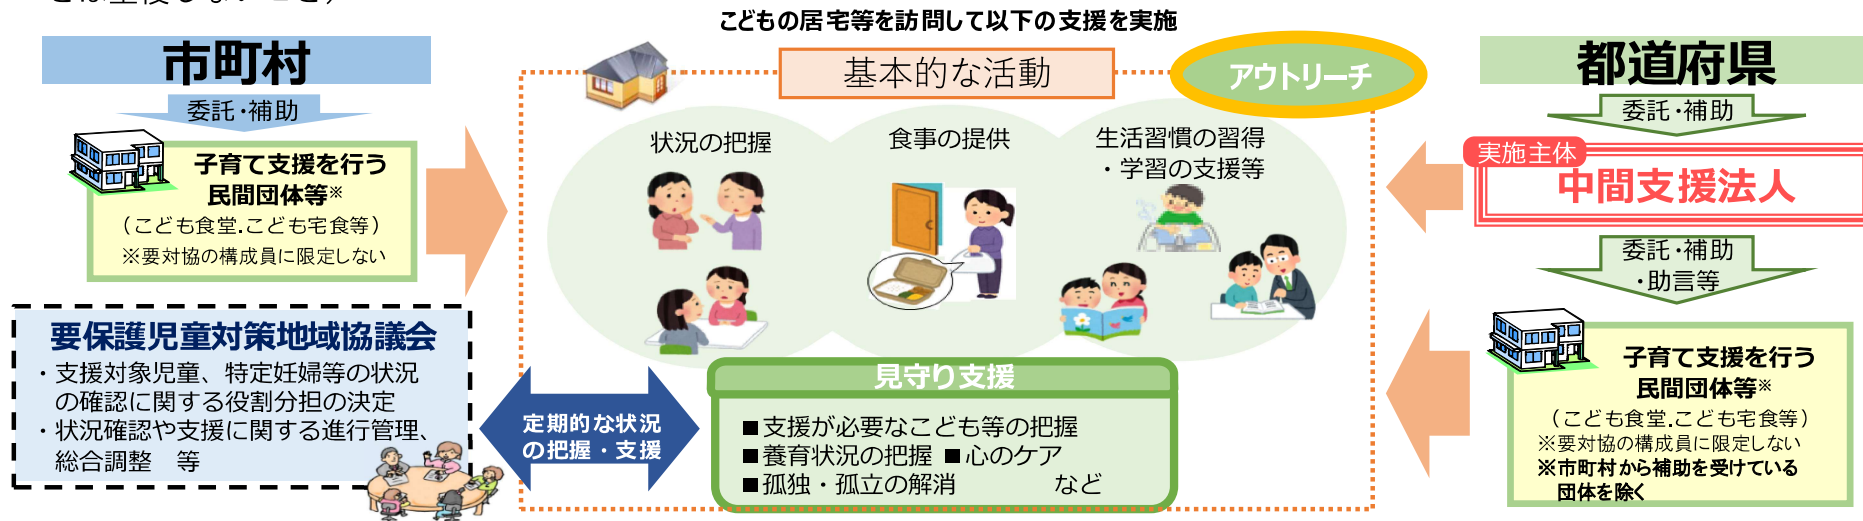 こどもの居宅等を訪問して以下の支援を実施
市町村
委託・補助
子育て支援を行う
民間団体等※
（こども食堂.こども宅食等）
※要対協の構成員に限定しない
要保護児童対策地域協議会
・支援対象児童、特定妊婦等の状況
の確認に関する役割分担の決定
・状況確認や支援に関する進行管理、
総合調整　等
基本的な活動
アウトリーチ
状況の把握
食事の提供
生活習慣の習得
・学習の支援等
定期的な状況
の把握・支援
見守り支援
■支援が必要なこども等の把握
■養育状況の把握 ■心のケア
■孤独・孤立の解消　　　　など
都道府県
委託・補助
実施主体
中間支援法人
委託・補助
・助言等
子育て支援を行う
民間団体等※
（こども食堂.こども宅食等）
※要対協の構成員に限定しない
※市町村から補助を受けている
団体を除く